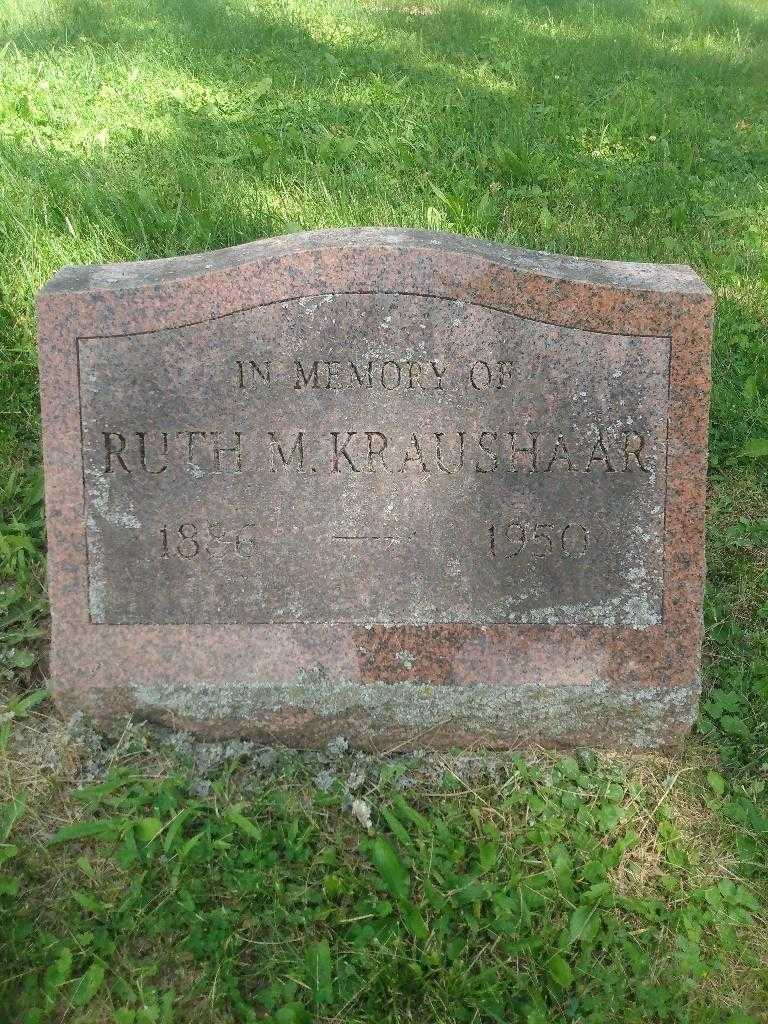 IN MEMORY OF
RUTH M. KRAUSHAAR
1886 — 1950